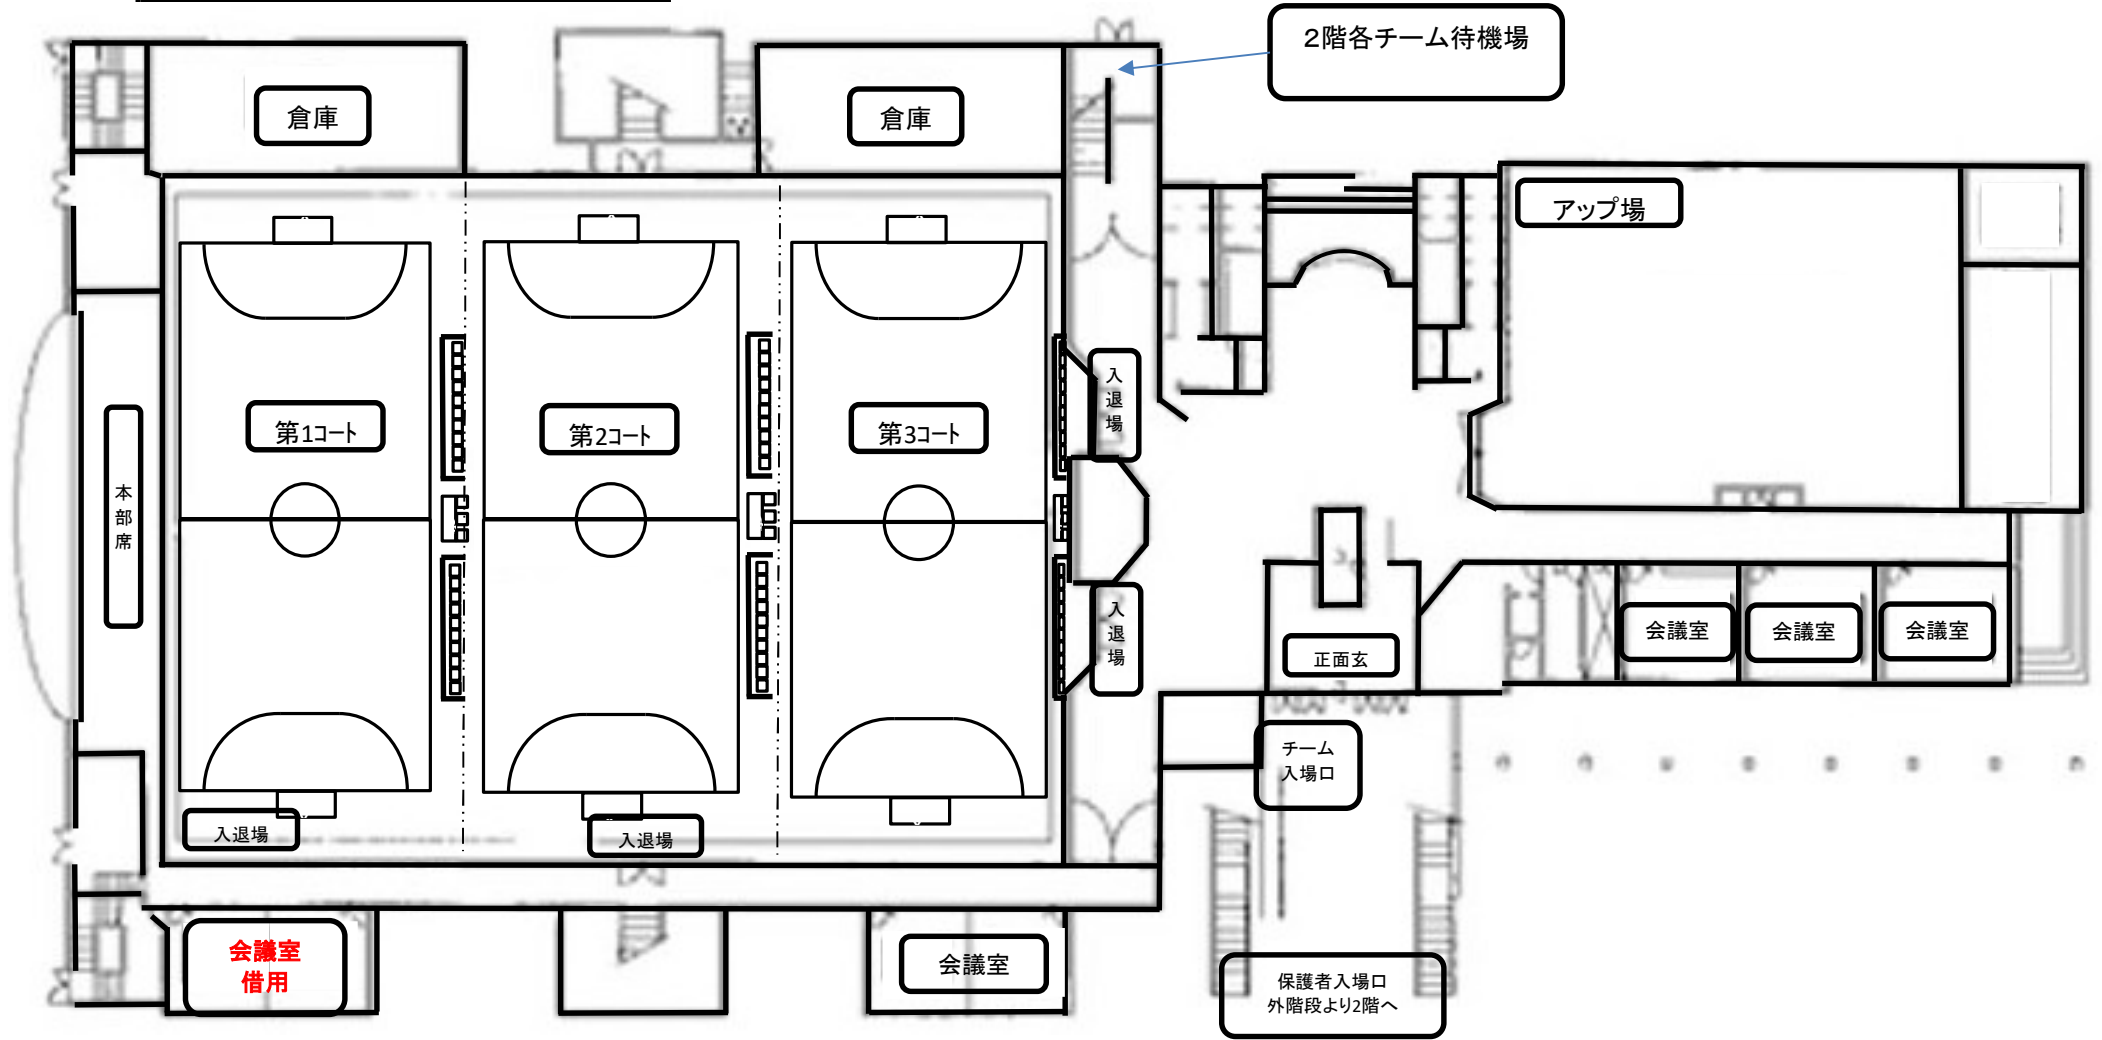 ２階各チーム待機場
倉庫
倉庫
アップ場
第1コート
第2コート
第3コート
入
退
場
本
部
席
入
退
場
正面玄
会議室
会議室
会議室
チーム
入場口
入退場
入退場
会議室
借用
会議室
保護者入場口
外階段より2階へ